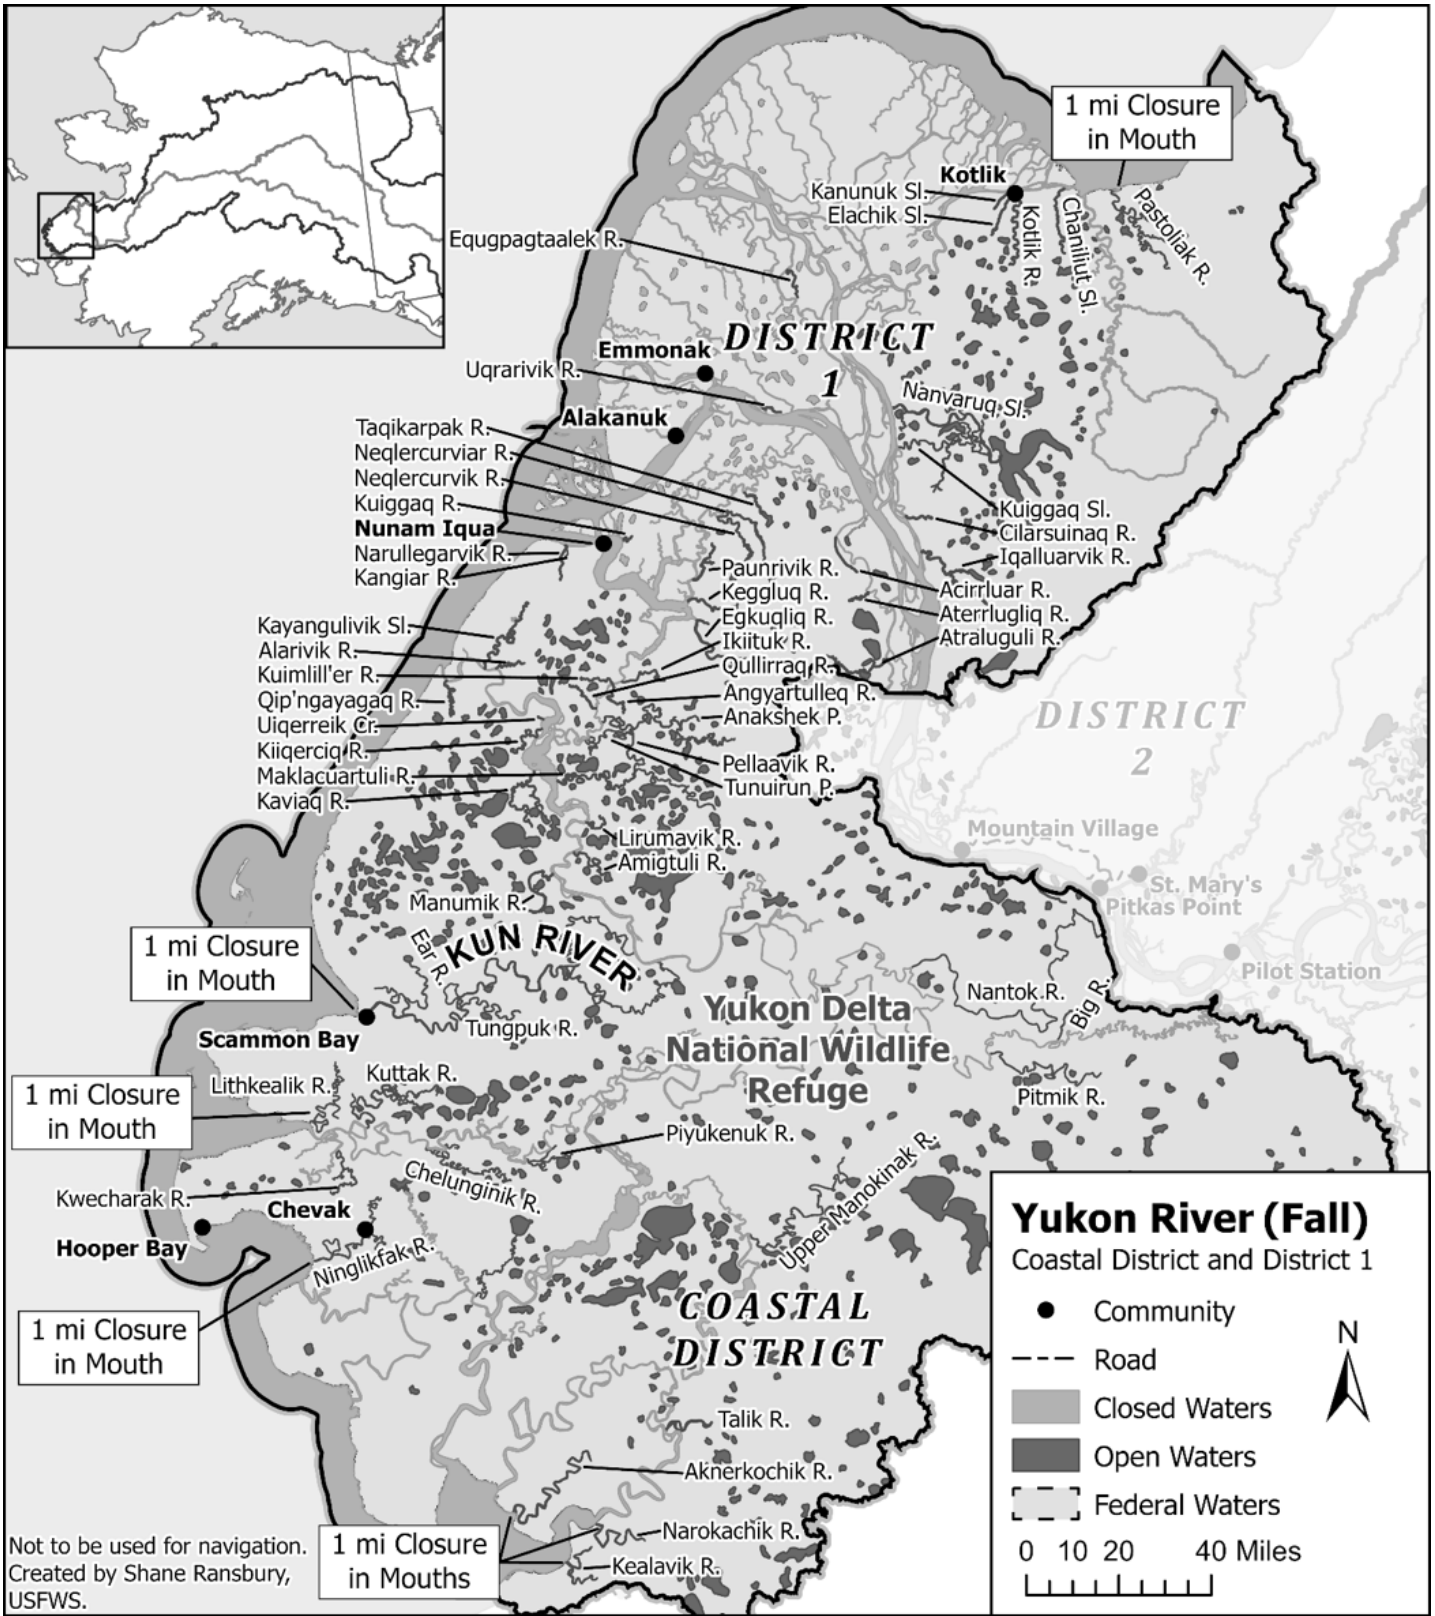 1 mi Closure
in Mouth
Kotlik
Kanunuk Sl.
Elachik Sl.
Kotlik R.
Chaniliut Sl.
Pastoliak R.
Equgpagtaalek R.
DISTRICT
1
Emmonak
Uqrarivik R.
Nanvaruq Sl.
Alakanuk
Taqikarpak R.
Neqlercurviar R.
Neqlercurvik R.
Kuiggaq R.
Nunam Iqua
Narullegarvik R.
Kangiar R.
Kuiggaq Sl.
Cilarsuinaq R.
Iqalluarvik R.
Paunrivik R.
Keggluq R.
Egkuqliq R.
Ikiituk R.
Qullirraq R.
Angyartulleq R.
Anakshek P.
Pellaavik R.
Tunuirun P.
Acirrluar R.
Aterrlugliq R.
Atraluguli R.
Kayangulivik Sl.
Alarivik R.
Kuimlill'er R.
Qip'ngayagaq R.
Uiqerreik Cr.
Kiiqerciq R.
Maklacuartuli R.
Kaviaq R.
DISTRICT
2
Mountain Village
St. Mary's
Pitkas Point
Pilot Station
Lirumavik R.
Amigtuli R.
Manumik R.
Ear R.
KUN RIVER
1 mi Closure
in Mouth
Scammon Bay
Tungpuk R.
Yukon Delta
National Wildlife
Refuge
Nantok R.
Big R.
Pitmik R.
Lithkealik R.
Kuttak R.
1 mi Closure
in Mouth
Piyukenuk R.
Chelunginik R.
Kwecharak R.
Chevak
Hooper Bay
Ninglikfak R.
Upper Manokinak R.
1 mi Closure
in Mouth
COASTAL
DISTRICT
Talik R.
Aknerkochik R.
Narokachik R.
Kealavik R.
1 mi Closure
in Mouths
Not to be used for navigation.
Created by Shane Ransbury,
USFWS.
Yukon River (Fall)
Coastal District and District 1
Community
Road
Closed Waters
Open Waters
Federal Waters
N
0 10 20 40 Miles